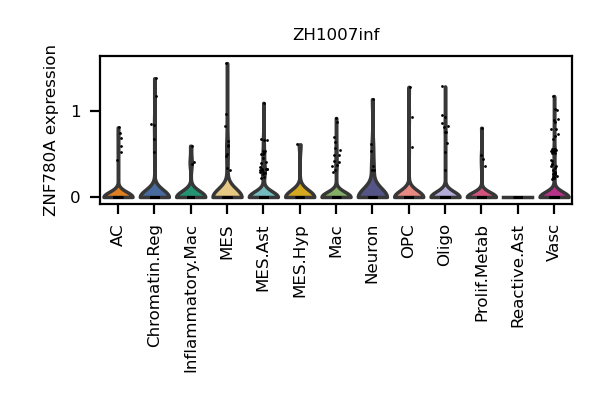 ZH1007inf
ZNF780A expression
1
0
AC
Chromatin.Reg
Inflammatory.Mac
MES
MES.Ast
MES.Hyp
Mac
Neuron
OPC
Oligo
Prolif.Metab
Reactive.Ast
Vasc